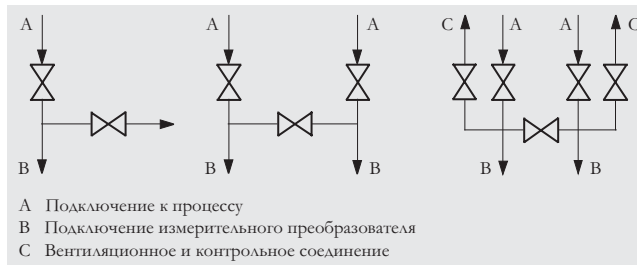 A A A C A A C
B B B B B
A Подключение к процессу
B Подключение измерительного преобразователя
C Вентиляционное и контрольное соединение